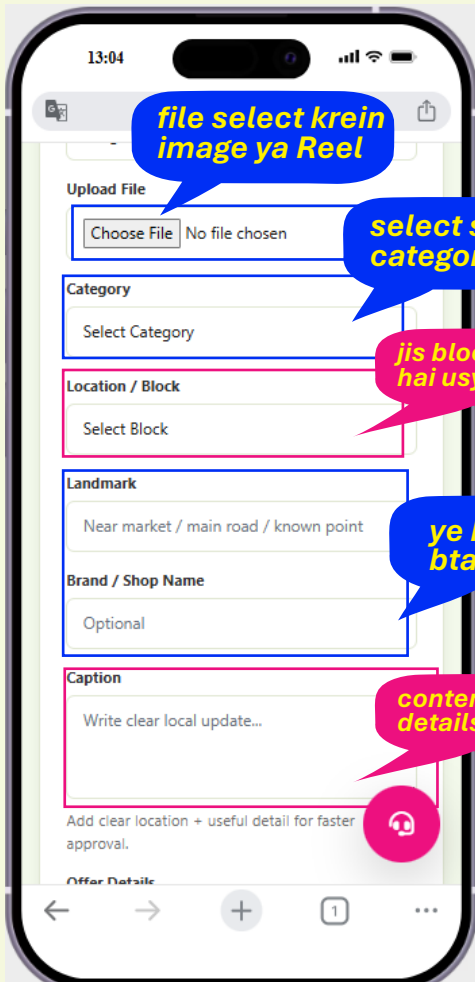 13:04
file select krein
image ya Reel
Upload File
Choose File No file chosen
select
categor
Category
Select Category
jis bloc
hai usy
Location / Block
Select Block
Landmark
Near market / main road / known point
ye
bta
Brand / Shop Name
Optional
Caption
conter
details
Write clear local update...
Add clear location + useful detail for faster
approval.
Offer Details
1